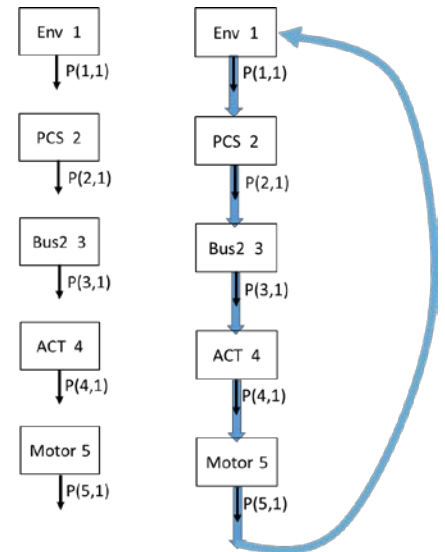 Env 1
P(1,1)
PCS 2
P(2,1)
Bus2 3
P(3,1)
ACT 4
P(4,1)
Motor 5
P(5,1)
Env 1
P(1,1)
PCS 2
P(2,1)
Bus2 3
P(3,1)
ACT 4
P(4,1)
Motor 5
P(5,1)